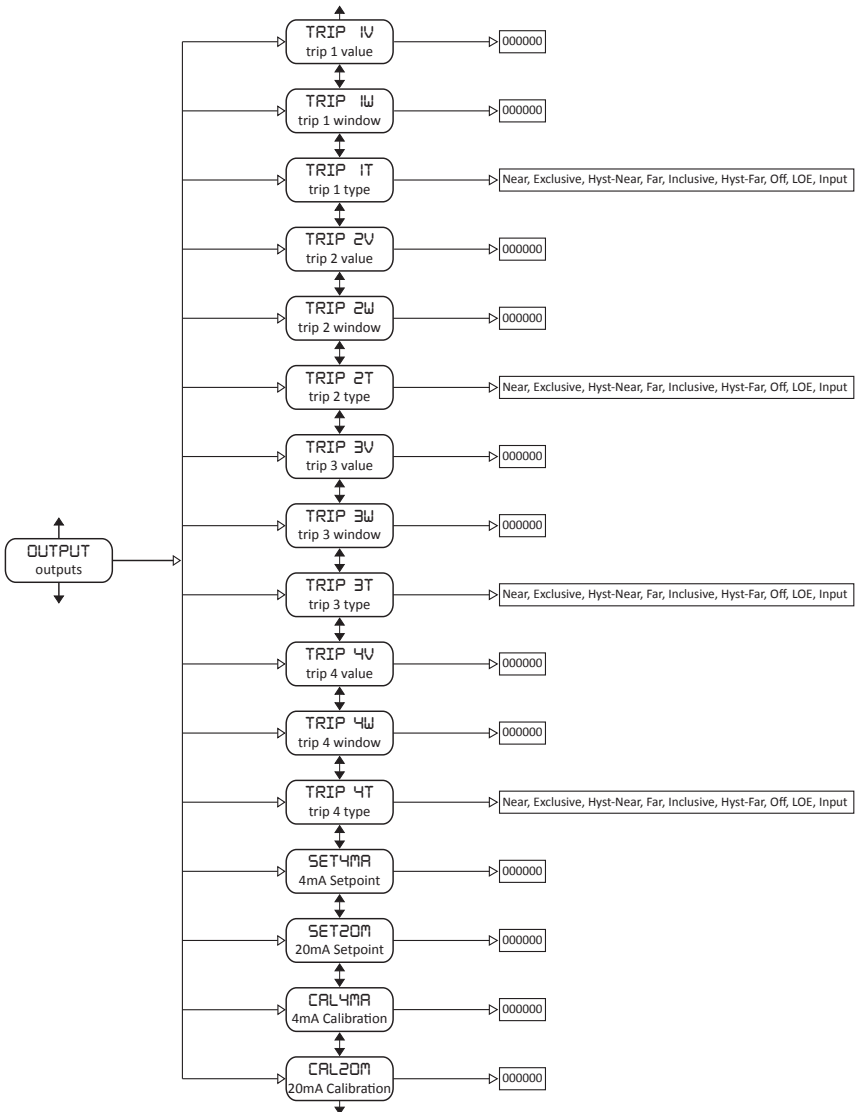 TRIP 1V
trip 1 value
000000
TRIP 1W
trip 1 window
000000
TRIP 1T
trip 1 type
Near, Exclusive, Hyst-Near, Far, Inclusive, Hyst-Far, Off, LOE, Input
TRIP 2V
trip 2 value
000000
TRIP 2W
trip 2 window
000000
TRIP 2T
trip 2 type
Near, Exclusive, Hyst-Near, Far, Inclusive, Hyst-Far, Off, LOE, Input
TRIP 3V
trip 3 value
000000
TRIP 3W
trip 3 window
000000
OUTPUT
outputs
TRIP 3T
trip 3 type
Near, Exclusive, Hyst-Near, Far, Inclusive, Hyst-Far, Off, LOE, Input
TRIP 4V
trip 4 value
000000
TRIP 4W
trip 4 window
000000
TRIP 4T
trip 4 type
Near, Exclusive, Hyst-Near, Far, Inclusive, Hyst-Far, Off, LOE, Input
SET4MA
4mA Setpoint
000000
SET20M
20mA Setpoint
000000
CAL4MA
4mA Calibration
000000
CAL20M
20mA Calibration
000000